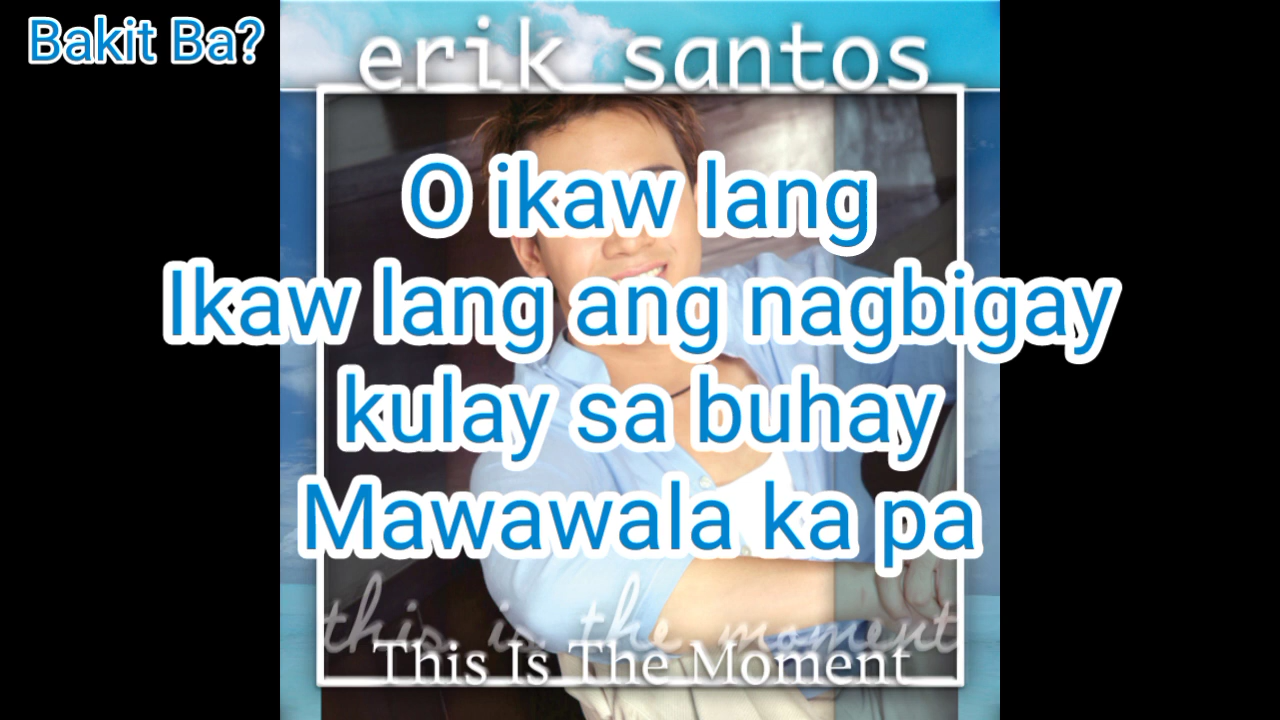 Bakit Ba?
erik santos
O ikaw lang
Ikaw lang ang nagbigay
kulay sa buhay
Mawawala ka pa
this is the moment
This Is The Moment